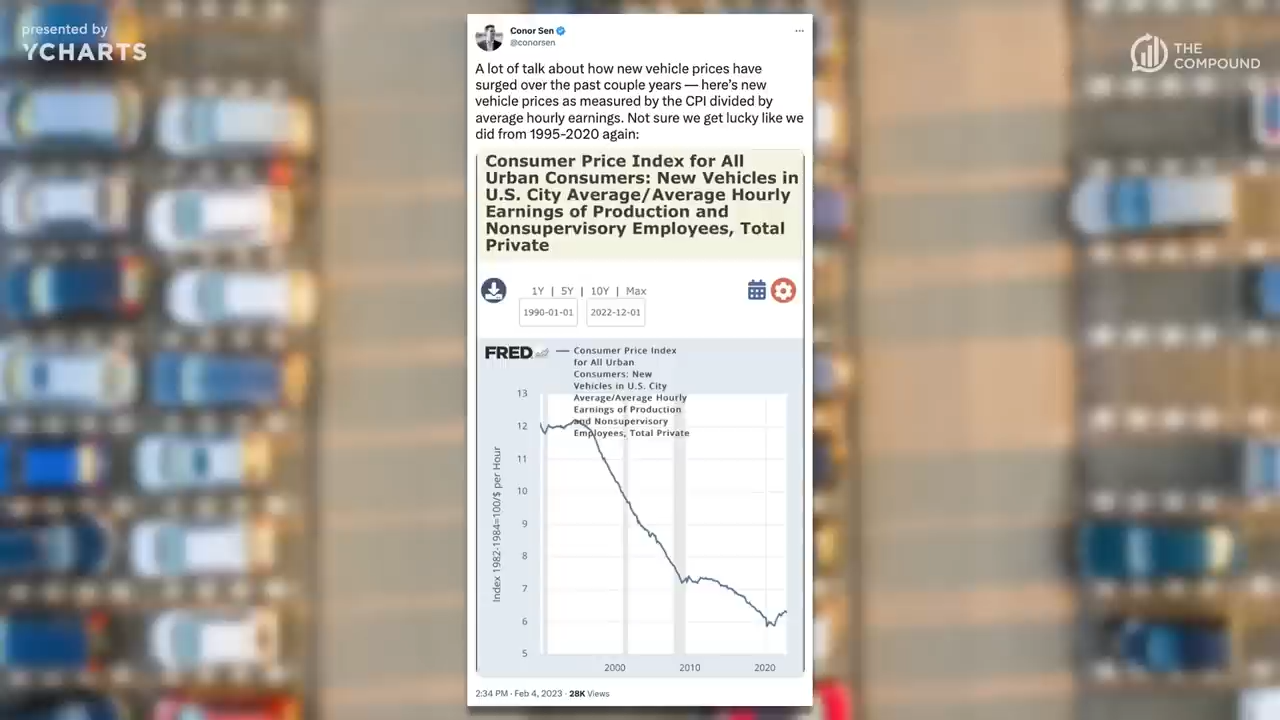 presented by
YCHARTS
THE
COMPOUND
Conor Sen
@conorsen
A lot of talk about how new vehicle prices have
surged over the past couple years — here's new
vehicle prices as measured by the CPI divided by
average hourly earnings. Not sure we get lucky like we
did from 1995-2020 again:
Consumer Price Index for All
Urban Consumers: New Vehicles in
U.S. City Average/Average Hourly
Earnings of Production and
Nonsupervisory Employees, Total
Private
1Y | 5Y | 10Y | Max
1990-01-01 2022-12-01
FRED
Consumer Price Index
for All Urban
Consumers: New
Vehicles in U.S. City
Average/Average Hourly
Earnings of Production
and Nonsupervisory
Employees, Total Private
Index 1982-1984=100/$ per Hour
13
12
11
10
9
8
7
6
5
2000 2010 2020
2:34 PM · Feb 4, 2023 · 28K Views